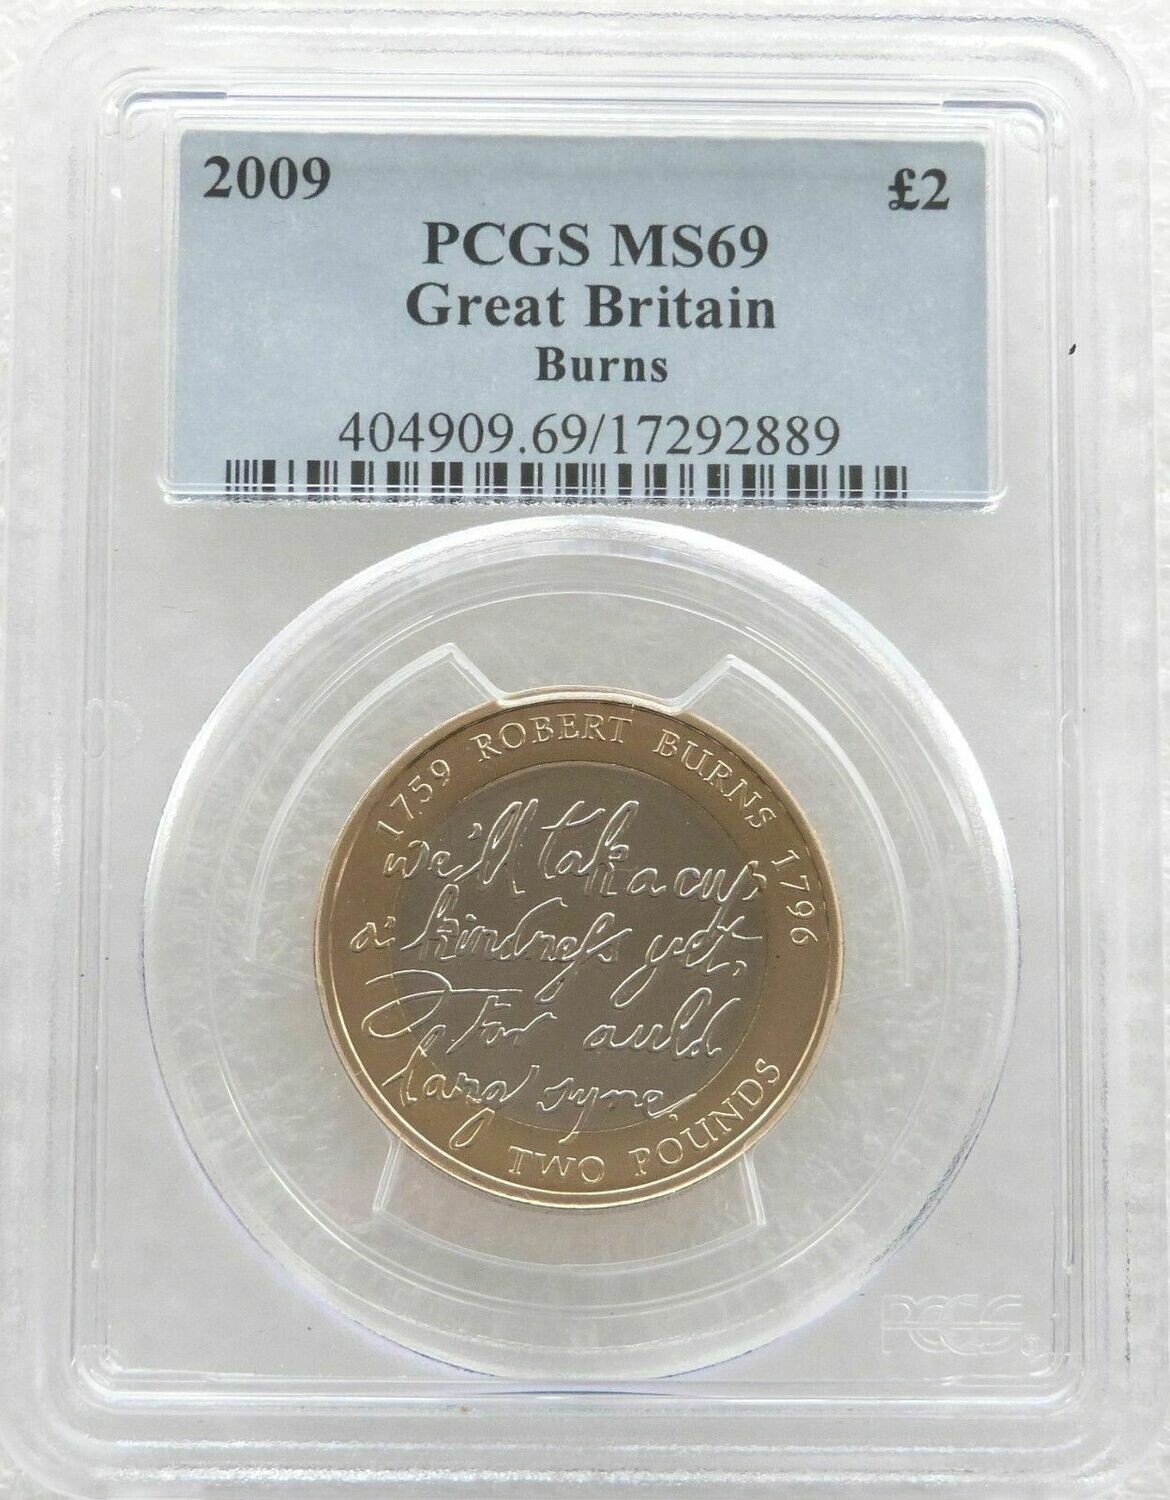 2009 £2
PCGS MS69
Great Britain
Burns
404909.69/17292889
1759 ROBERT BURNS 1796
we'll tak a cup
a' kindness yet,
For auld
lang syne
TWO POUNDS
PCGS